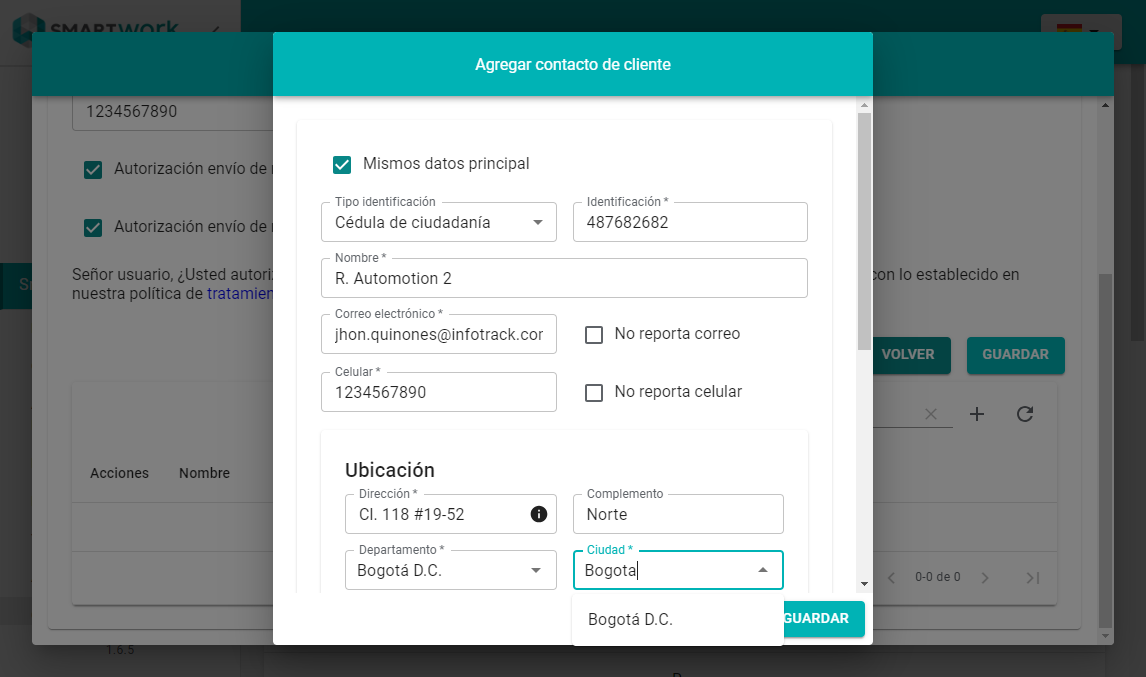 SMARTwork
Agregar contacto de cliente
1234567890
Autorización envío de
Autorización envío de
Señor usuario, ¿Usted autoriz
con lo establecido en
nuestra política de tratamien
VOLVER
GUARDAR
Acciones
Nombre
0-0 de 0
1.6.5
Mismos datos principal
Tipo identificación
Cédula de ciudadanía
Identificación *
487682682
Nombre *
R. Automotion 2
Correo electrónico *
jhon.quinones@infotrack.cor
No reporta correo
Celular *
1234567890
No reporta celular
Ubicación
Dirección *
Cl. 118 #19-52
Complemento
Norte
Departamento *
Bogotá D.C.
Ciudad *
Bogota
Bogotá D.C.
GUARDAR